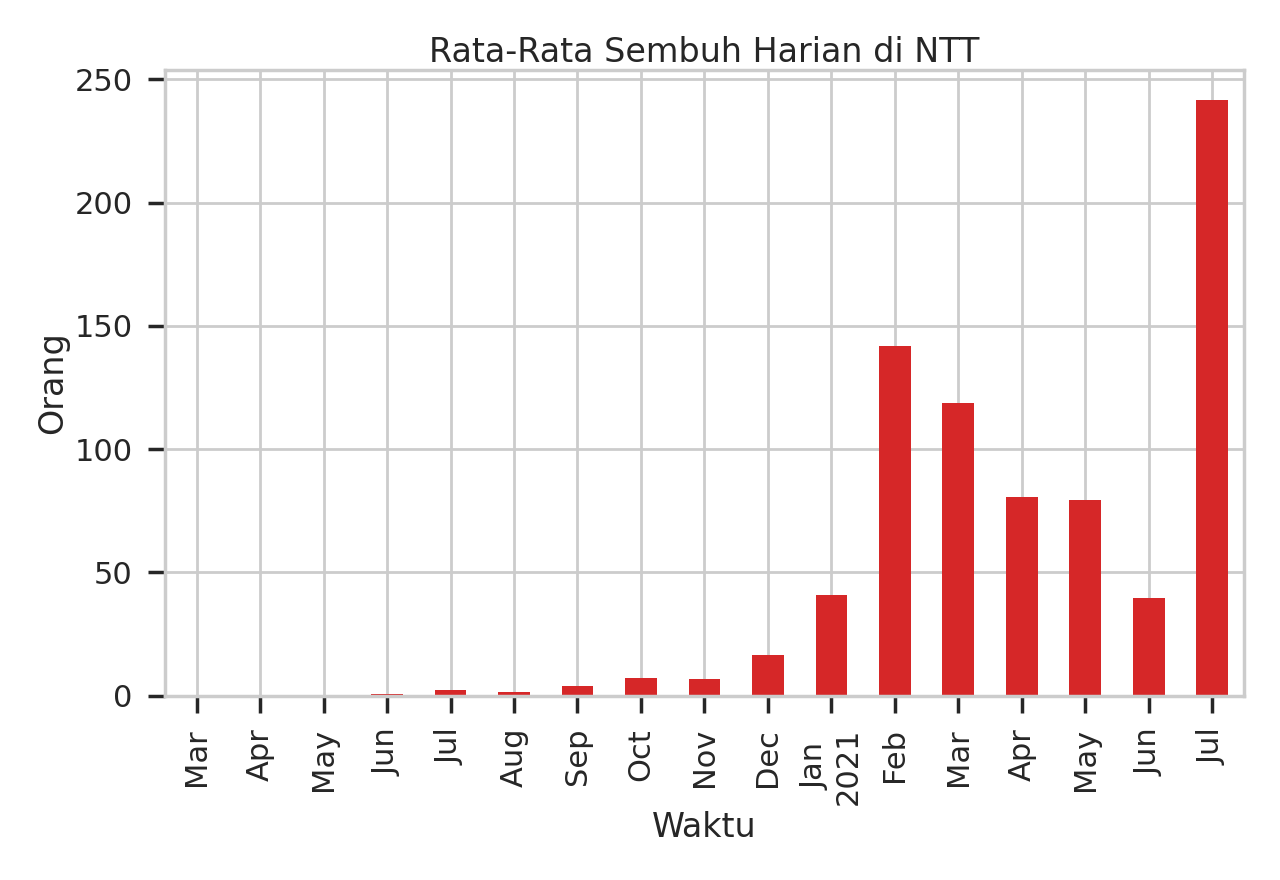 Rata-Rata Sembuh Harian di NTT
250
200
150
100
50
0
Orang
Mar
Apr
May
Jun
Jul
Aug
Sep
Oct
Nov
Dec
Jan
2021
Feb
Mar
Apr
May
Jun
Jul
Waktu